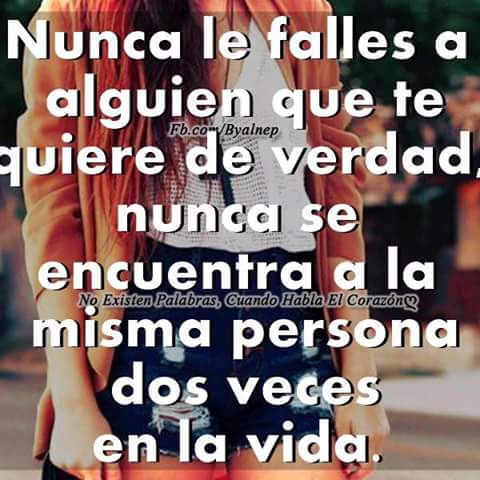 Nunca le falles a
alguien que te
Fb.com/Byalnep
quiere de verdad,
nunca se
encuentra a la
No Existen Palabras, Cuando Habla El Corazónღ
misma persona
dos veces
en la vida.